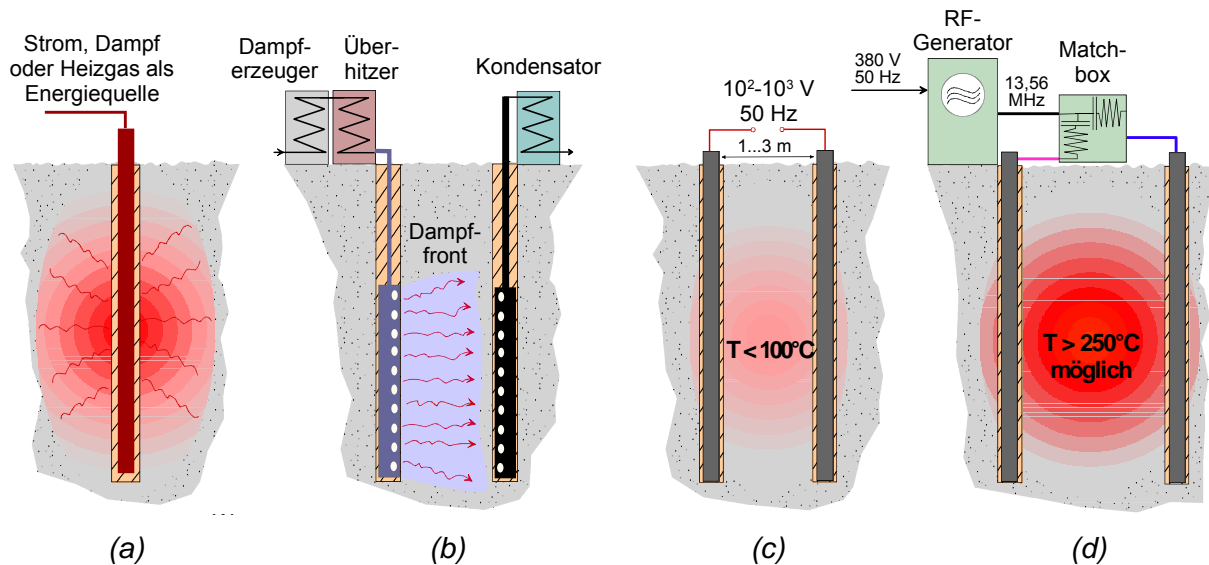 Strom, Dampf
oder Heizgas als
Energiequelle
(a)
Dampf-
erzeuger
Über-
hitzer
Kondensator
Dampf-
front
(b)
10²-10³ V
50 Hz
1...3 m
T < 100°C
(c)
RF-
Generator
380 V
50 Hz
13,56
MHz
Match-
box
T > 250°C
möglich
(d)